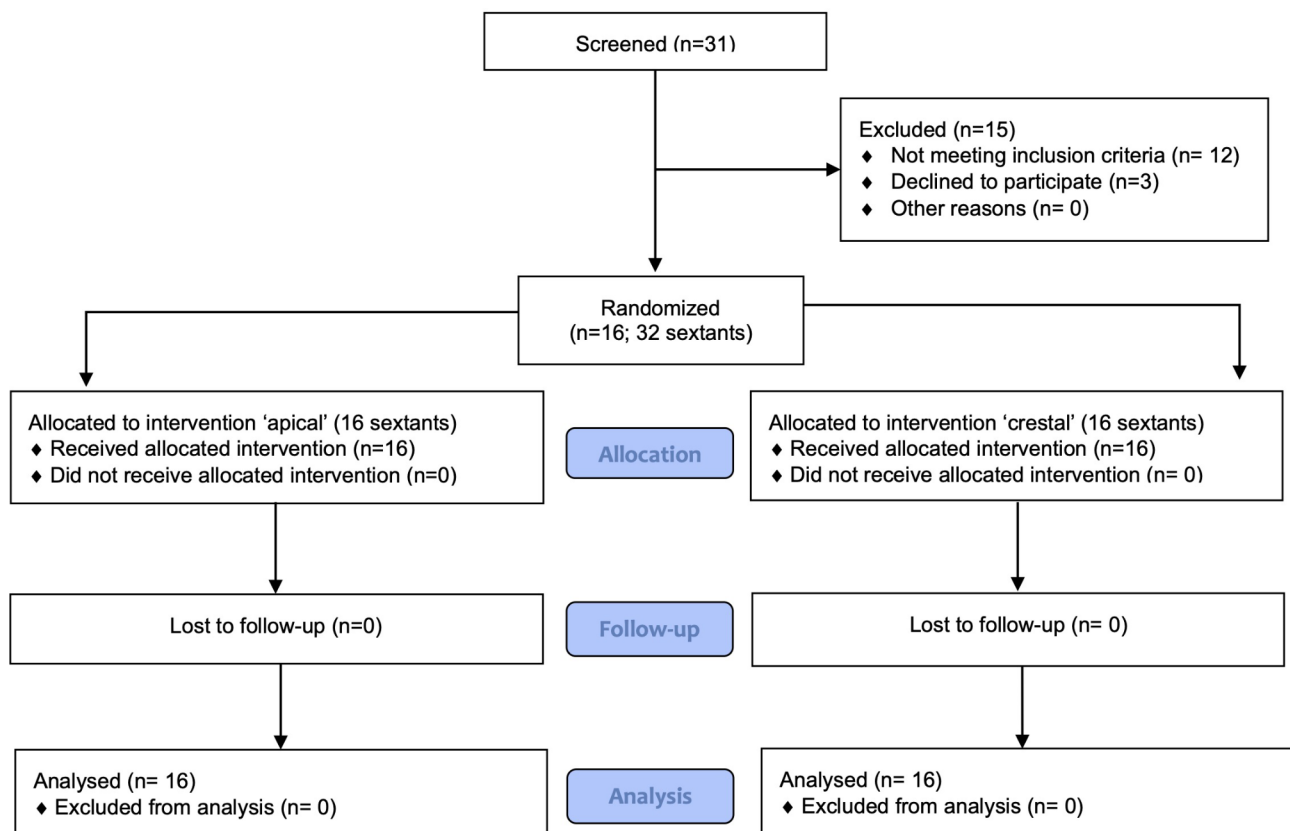 Screened (n=31)
Excluded (n=15)
♦ Not meeting inclusion criteria (n= 12)
♦ Declined to participate (n=3)
♦ Other reasons (n= 0)
Randomized
(n=16; 32 sextants)
Allocated to intervention ‘apical’ (16 sextants)
♦ Received allocated intervention (n=16)
♦ Did not receive allocated intervention (n=0)
Allocation
Allocated to intervention ‘crestal’ (16 sextants)
♦ Received allocated intervention (n=16)
♦ Did not receive allocated intervention (n= 0)
Lost to follow-up (n=0)
Follow-up
Lost to follow-up (n= 0)
Analysed (n= 16)
♦ Excluded from analysis (n= 0)
Analysis
Analysed (n= 16)
♦ Excluded from analysis (n= 0)